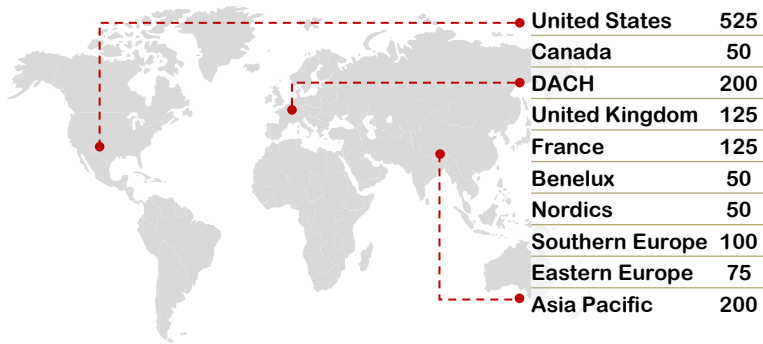 United States 525
Canada 50
DACH 200
United Kingdom 125
France 125
Benelux 50
Nordics 50
Southern Europe 100
Eastern Europe 75
Asia Pacific 200